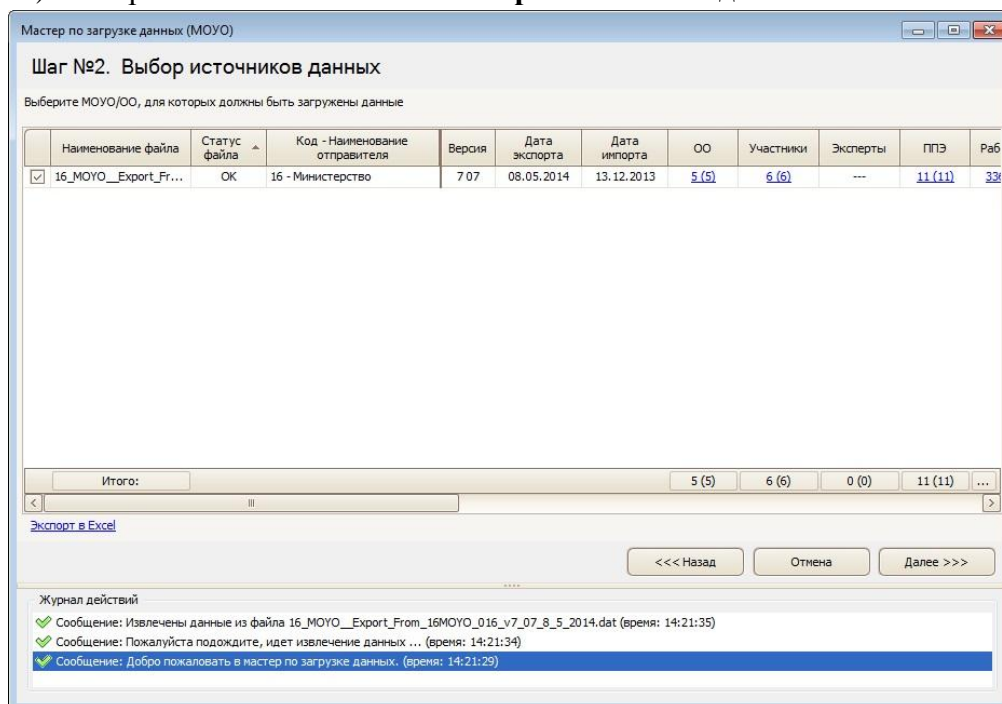 Мастер по загрузке данных (МОУО)
Шаг №2. Выбор источников данных
Выберите МОУО/ОО, для которых должны быть загружены данные
Наименование файла Статус файла Код - Наименование отправителя Версия Дата экспорта Дата импорта ОО Участники Эксперты ППЭ Раб
16_MOYO__Export_Fr... OK 16 - Министерство 7 07 08.05.2014 13.12.2013 5 (5) 6 (6) --- 11 (11) 336
Итого: 5 (5) 6 (6) 0 (0) 11 (11) ...
Экспорт в Excel
<<< Назад Отмена Далее >>>
Журнал действий
Сообщение: Извлечены данные из файла 16_MOYO__Export_From_16MOYO_016_v7_07_8_5_2014.dat (время: 14:21:35)
Сообщение: Пожалуйста подождите, идет извлечение данных ... (время: 14:21:34)
Сообщение: Добро пожаловать в мастер по загрузке данных. (время: 14:21:29)